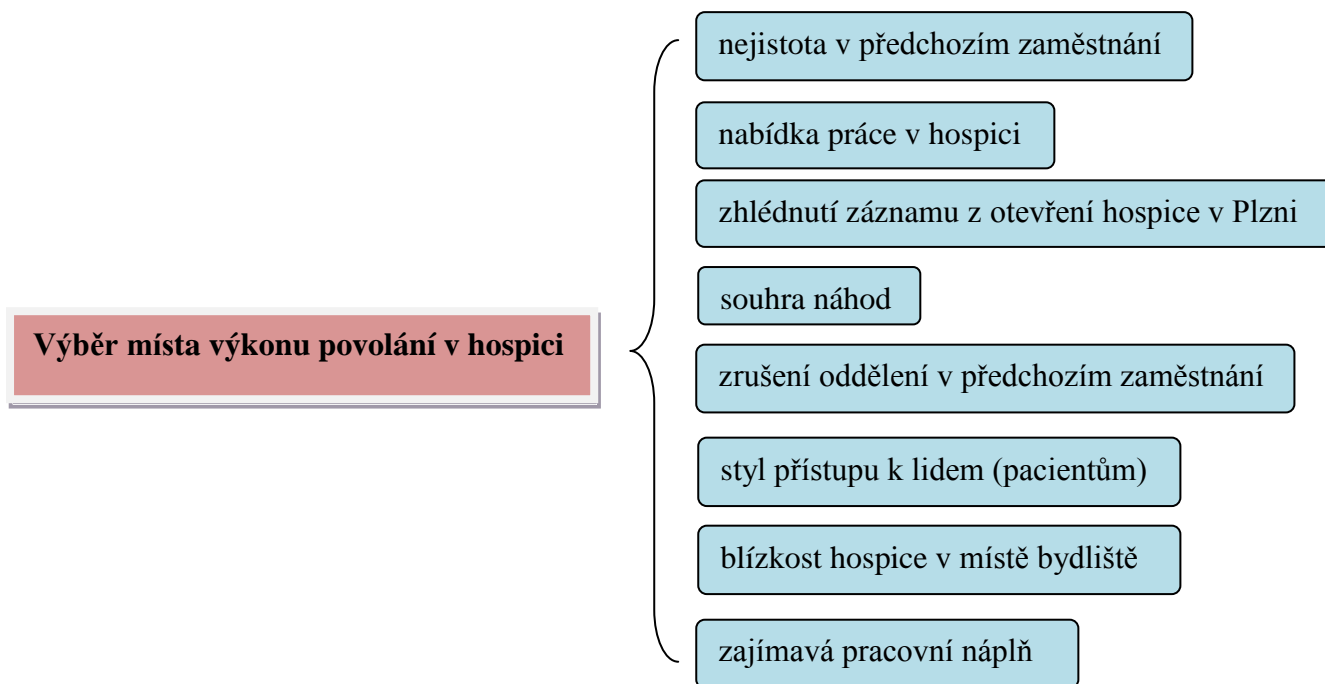 nejistota v předchozím zaměstnání
nabídka práce v hospici
zhlédnutí záznamu z otevření hospice v Plzni
souhra náhod
Výběr místa výkonu povolání v hospici
zrušení oddělení v předchozím zaměstnání
styl přístupu k lidem (pacientům)
blízkost hospice v místě bydliště
zajímavá pracovní náplň